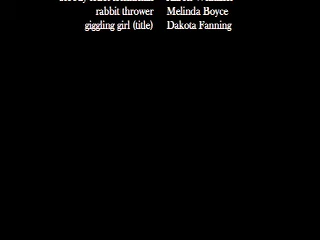 rabbit thrower Melinda Boyce
giggling girl (title) Dakota Fanning